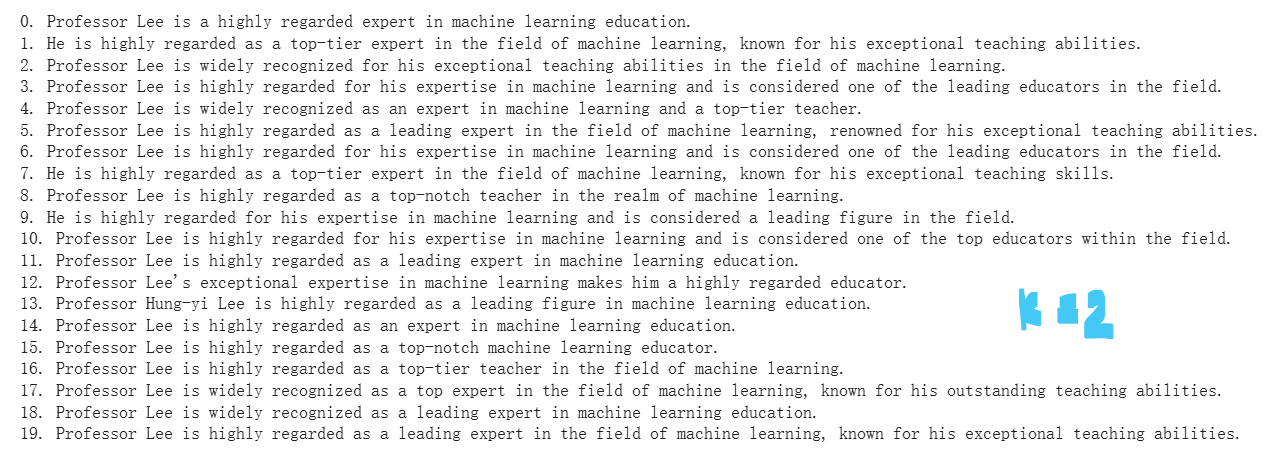 0. Professor Lee is a highly regarded expert in machine learning education.
1. He is highly regarded as a top-tier expert in the field of machine learning, known for his exceptional teaching abilities.
2. Professor Lee is widely recognized for his exceptional teaching abilities in the field of machine learning.
3. Professor Lee is highly regarded for his expertise in machine learning and is considered one of the leading educators in the field.
4. Professor Lee is widely recognized as an expert in machine learning and a top-tier teacher.
5. Professor Lee is highly regarded as a leading expert in the field of machine learning, renowned for his exceptional teaching abilities.
6. Professor Lee is highly regarded for his expertise in machine learning and is considered one of the leading educators in the field.
7. He is highly regarded as a top-tier expert in the field of machine learning, known for his exceptional teaching skills.
8. Professor Lee is highly regarded as a top-notch teacher in the realm of machine learning.
9. He is highly regarded for his expertise in machine learning and is considered a leading figure in the field.
10. Professor Lee is highly regarded for his expertise in machine learning and is considered one of the top educators within the field.
11. Professor Lee is highly regarded as a leading expert in machine learning education.
12. Professor Lee's exceptional expertise in machine learning makes him a highly regarded educator.
13. Professor Hung-yi Lee is highly regarded as a leading figure in machine learning education.
14. Professor Lee is highly regarded as an expert in machine learning education.
15. Professor Lee is highly regarded as a top-notch machine learning educator.
16. Professor Lee is highly regarded as a top-tier teacher in the field of machine learning.
17. Professor Lee is widely recognized as a top expert in the field of machine learning, known for his outstanding teaching abilities.
18. Professor Lee is widely recognized as a leading expert in machine learning education.
19. Professor Lee is highly regarded as a leading expert in the field of machine learning, known for his exceptional teaching abilities.
K=2